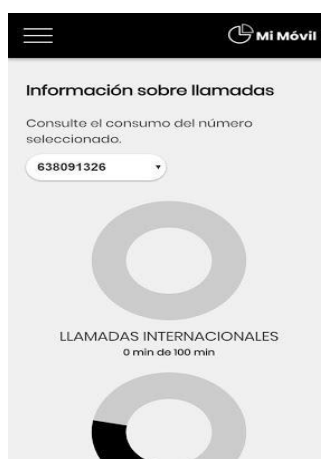 Mi Móvil
Información sobre llamadas
Consulte el consumo del número
seleccionado.
638091326
LLAMADAS INTERNACIONALES
0 min de 100 min